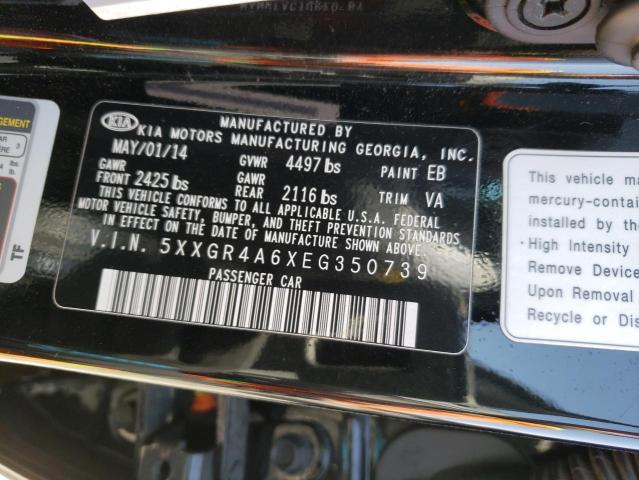 KIA
MANUFACTURED BY
KIA MOTORS MANUFACTURING GEORGIA, INC.
MAY/01/14 GVWR 4497 lbs PAINT EB
GAWR GAWR
FRONT 2425 lbs REAR 2116 lbs TRIM VA
THIS VEHICLE CONFORMS TO ALL APPLICABLE U.S.A. FEDERAL
MOTOR VEHICLE SAFETY, BUMPER, AND THEFT PREVENTION STANDARDS
IN EFFECT ON THE DATE OF MANUFACTURE SHOWN ABOVE.
V.I.N. 5XXGR4A6XEG350739
PASSENGER CAR
TF
This vehicle ma
mercury-contain
installed by the
· High Intensity
Remove Device
Upon Removal
Recycle or Dis